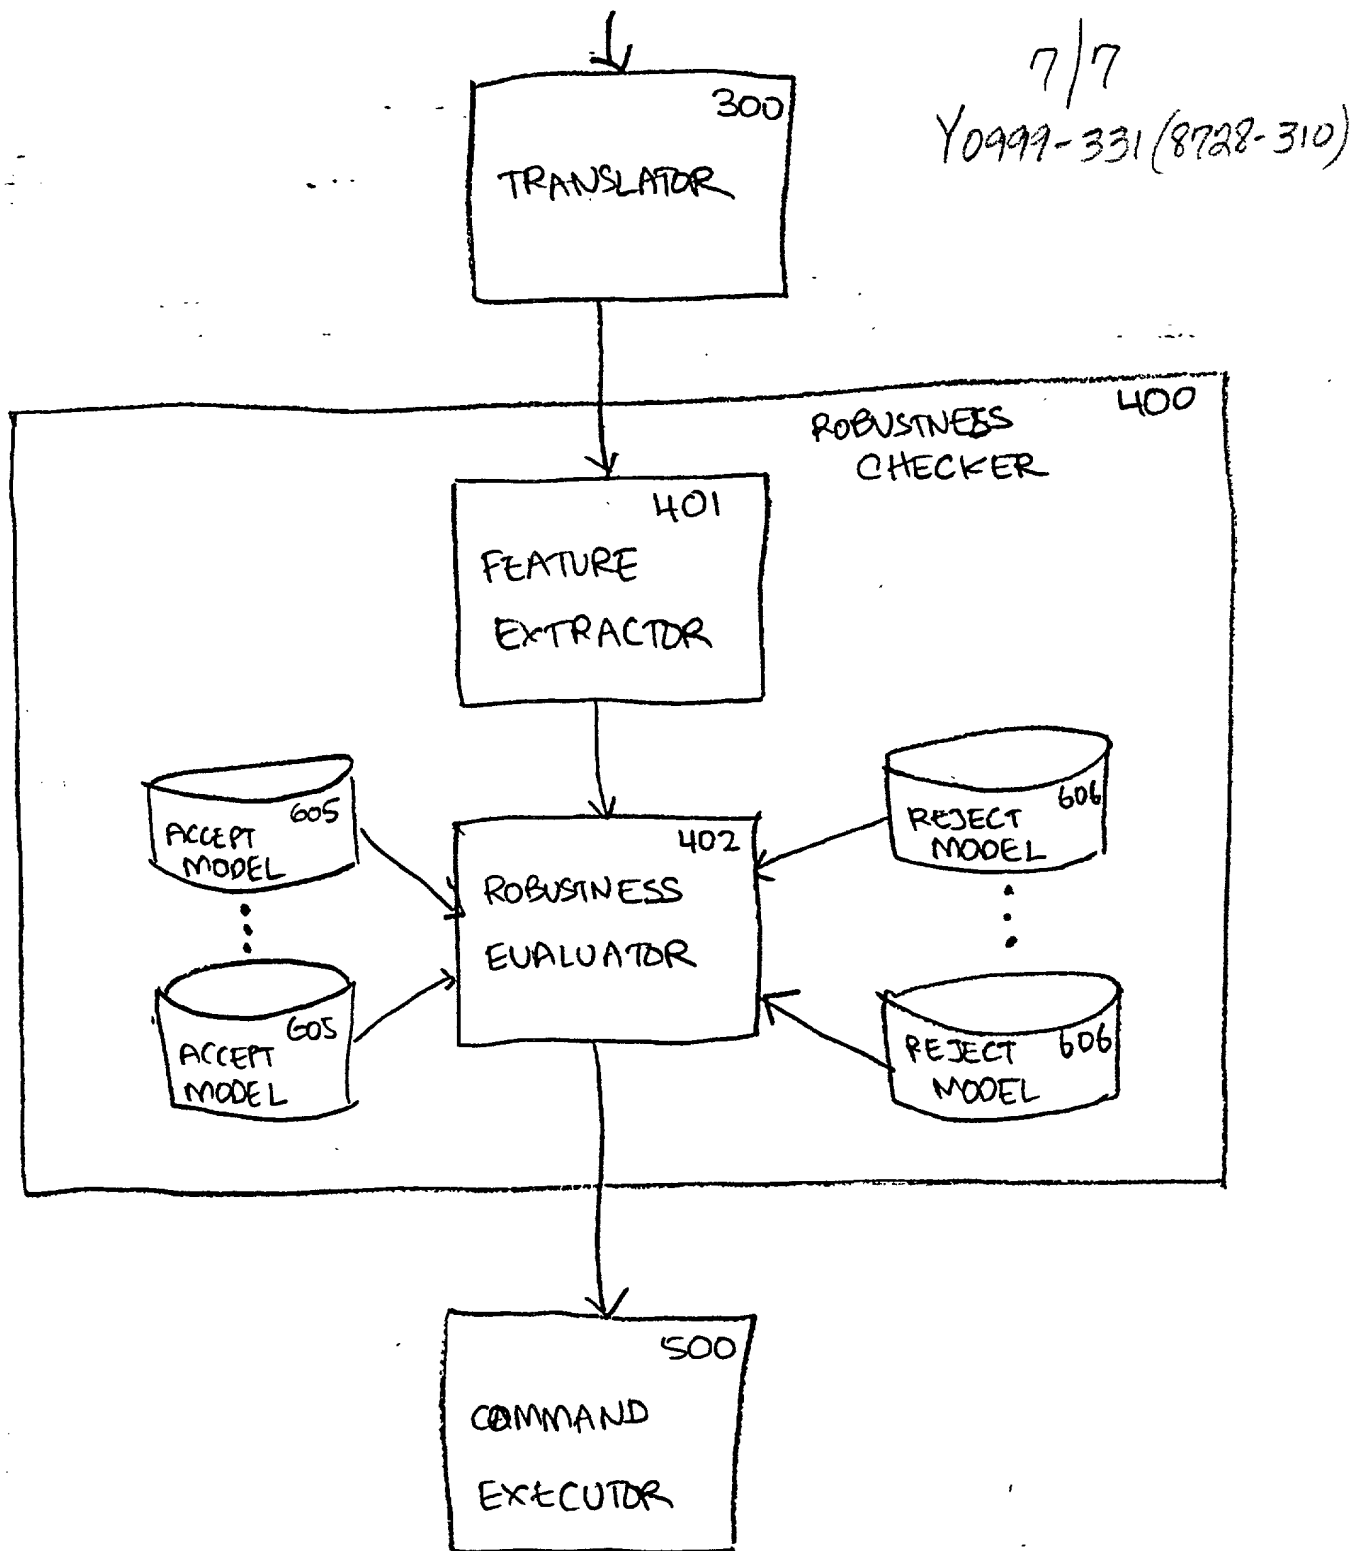 7/7
YO999-331(8728-310)
300
TRANSLATOR
400
ROBUSTNESS
CHECKER
401
FEATURE
EXTRACTOR
605
ACCEPT
MODEL
605
ACCEPT
MODEL
402
ROBUSTNESS
EVALUATOR
606
REJECT
MODEL
606
REJECT
MODEL
500
COMMAND
EXECUTOR